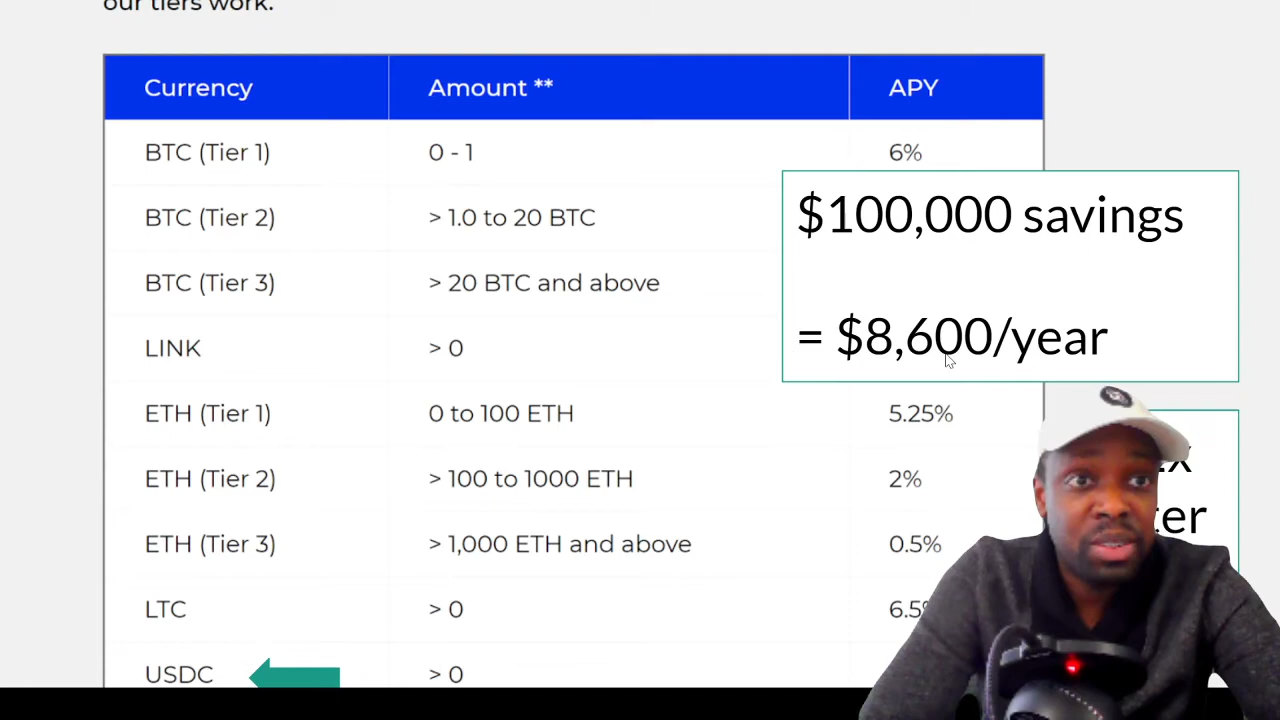 our tiers work.
Currency Amount ** APY
BTC (Tier 1) 0 - 1 6%
BTC (Tier 2) > 1.0 to 20 BTC
$100,000 savings
BTC (Tier 3) > 20 BTC and above
= $8,600/year
LINK > 0
ETH (Tier 1) 0 to 100 ETH 5.25%
ETH (Tier 2) > 100 to 1000 ETH 2%
ETH (Tier 3) > 1,000 ETH and above 0.5%
LTC > 0
USDC > 0